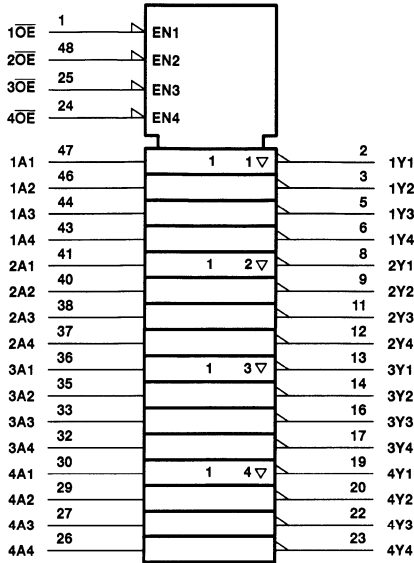 1OE 1 EN1
2OE 48 EN2
3OE 25 EN3
4OE 24 EN4
1A1 47 1 1 ▽ 2 1Y1
1A2 46 3 1Y2
1A3 44 5 1Y3
1A4 43 6 1Y4
2A1 41 1 2 ▽ 8 2Y1
2A2 40 9 2Y2
2A3 38 11 2Y3
2A4 37 12 2Y4
3A1 36 1 3 ▽ 13 3Y1
3A2 35 14 3Y2
3A3 33 16 3Y3
3A4 32 17 3Y4
4A1 30 1 4 ▽ 19 4Y1
4A2 29 20 4Y2
4A3 27 22 4Y3
4A4 26 23 4Y4